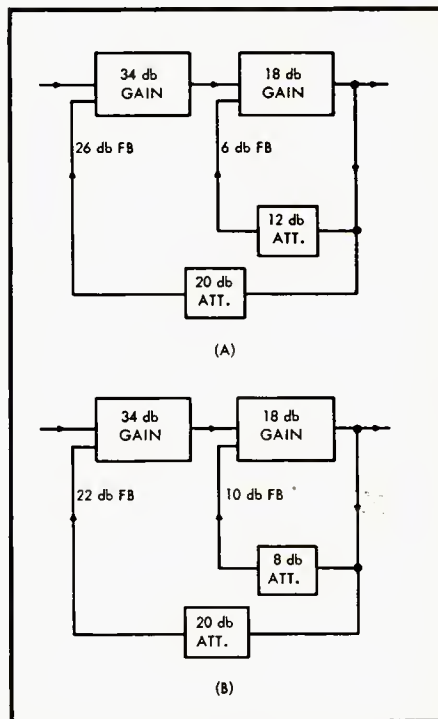 34 db
GAIN
18 db
GAIN
26 db FB
6 db FB
12 db
ATT.
20 db
ATT.
(A)
34 db
GAIN
18 db
GAIN
22 db FB
10 db FB
8 db
ATT.
20 db
ATT.
(B)